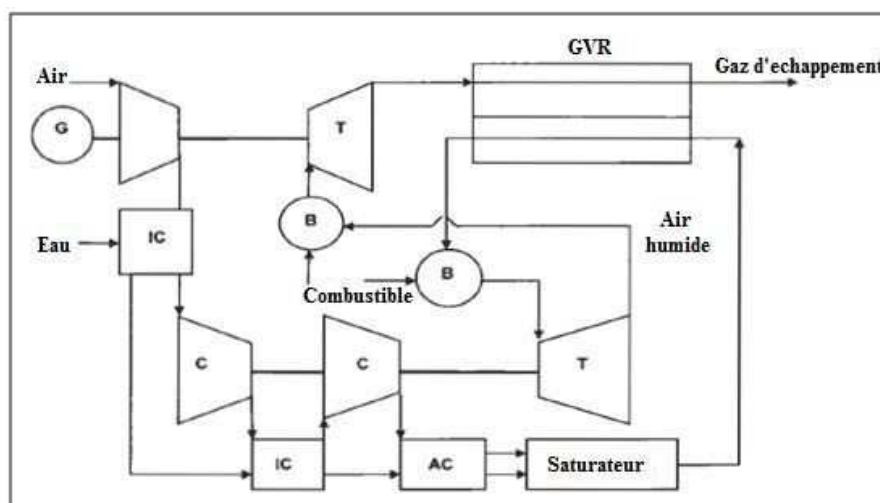 GVR
Air
Gaz d'echappement
G
T
B
Air
humide
Eau
IC
B
Combustible
C
C
T
IC
AC
Saturateur